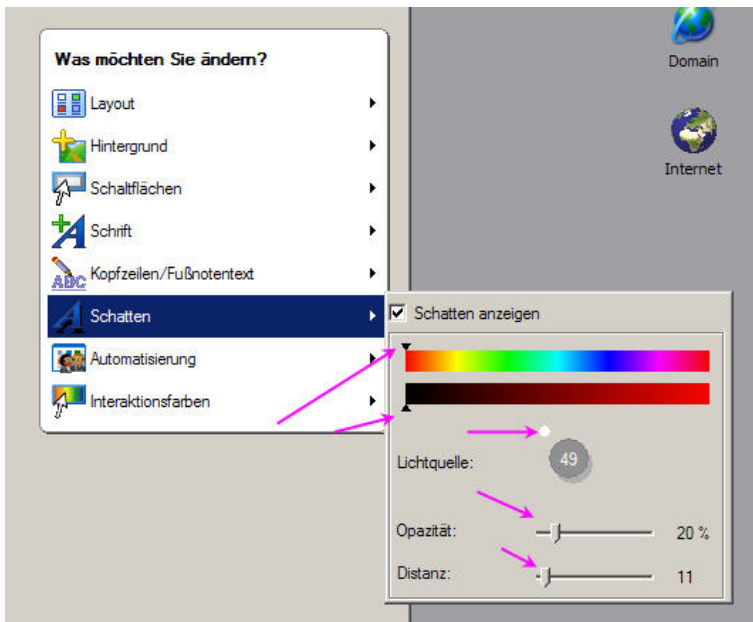 Was möchten Sie ändern?
Layout
Hintergrund
Schaltflächen
Schrift
ABC Kopfzeilen/Fußnotentext
Schatten
Automatisierung
Interaktionsfarben
Domain
Internet
Schatten anzeigen
Lichtquelle: 49
Opazität: 20 %
Distanz: 11